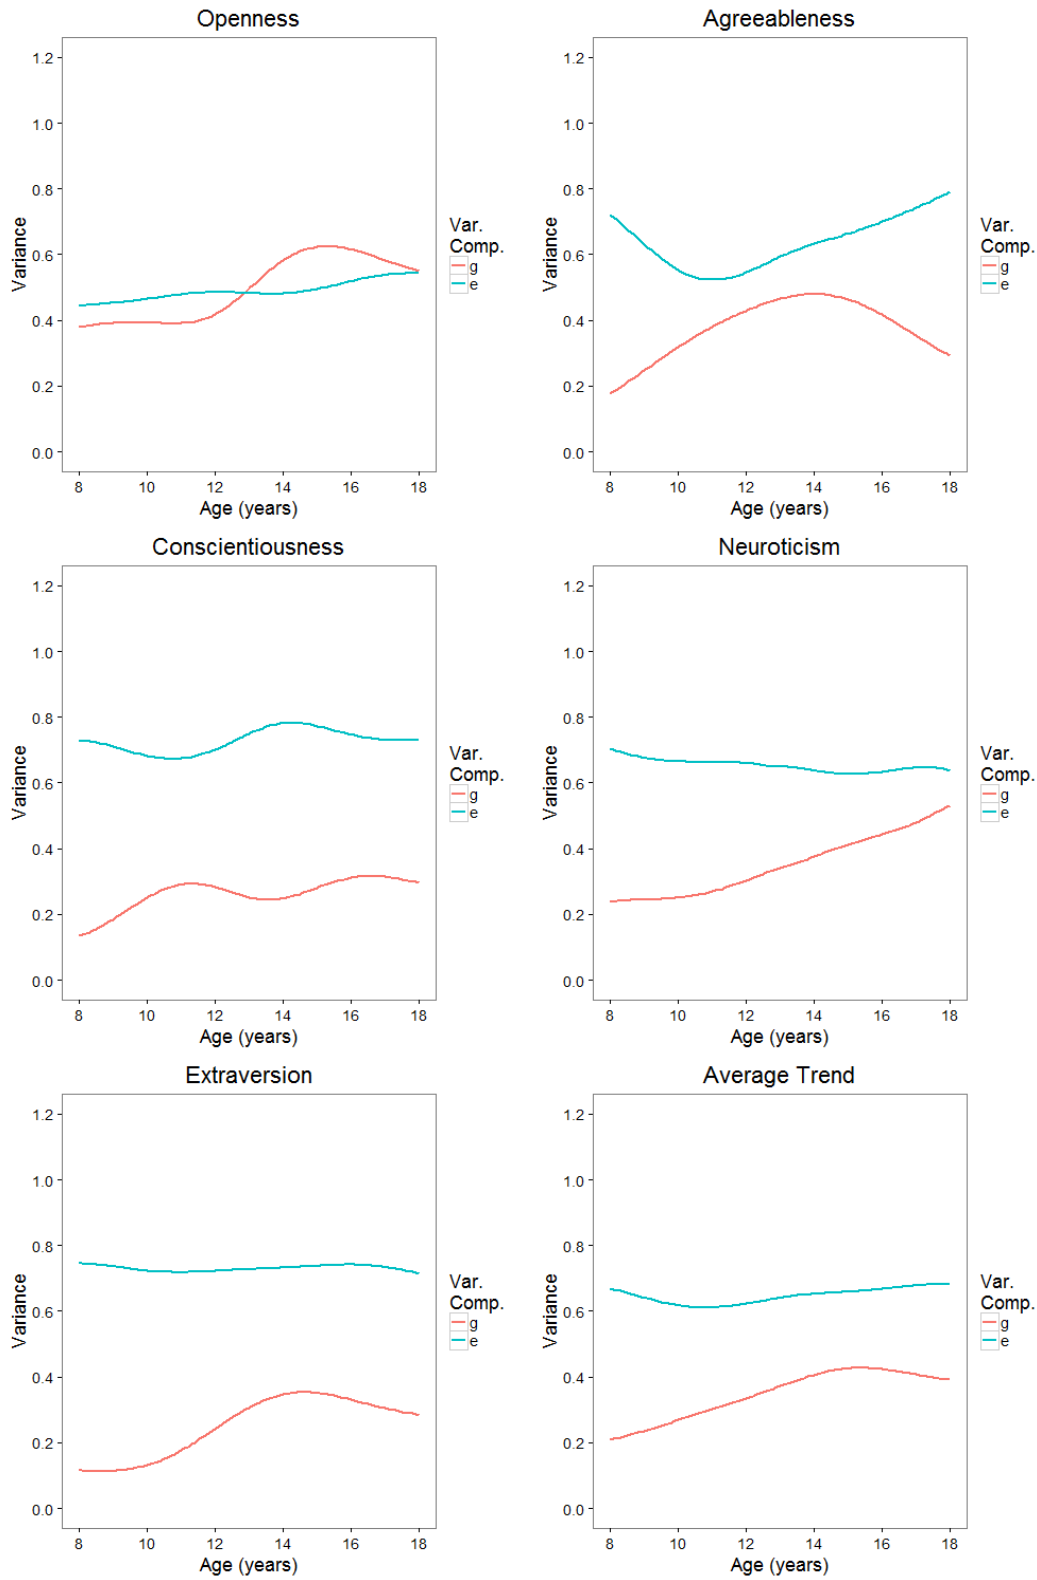 Openness
1.2
1.0
0.8
0.6
0.4
0.2
0.0
Variance
8 10 12 14 16 18
Age (years)
Var.
Comp.
g
e
Agreeableness
1.2
1.0
0.8
0.6
0.4
0.2
0.0
Variance
8 10 12 14 16 18
Age (years)
Var.
Comp.
g
e
Conscientiousness
1.2
1.0
0.8
0.6
0.4
0.2
0.0
Variance
8 10 12 14 16 18
Age (years)
Var.
Comp.
g
e
Neuroticism
1.2
1.0
0.8
0.6
0.4
0.2
0.0
Variance
8 10 12 14 16 18
Age (years)
Var.
Comp.
g
e
Extraversion
1.2
1.0
0.8
0.6
0.4
0.2
0.0
Variance
8 10 12 14 16 18
Age (years)
Var.
Comp.
g
e
Average Trend
1.2
1.0
0.8
0.6
0.4
0.2
0.0
Variance
8 10 12 14 16 18
Age (years)
Var.
Comp.
g
e